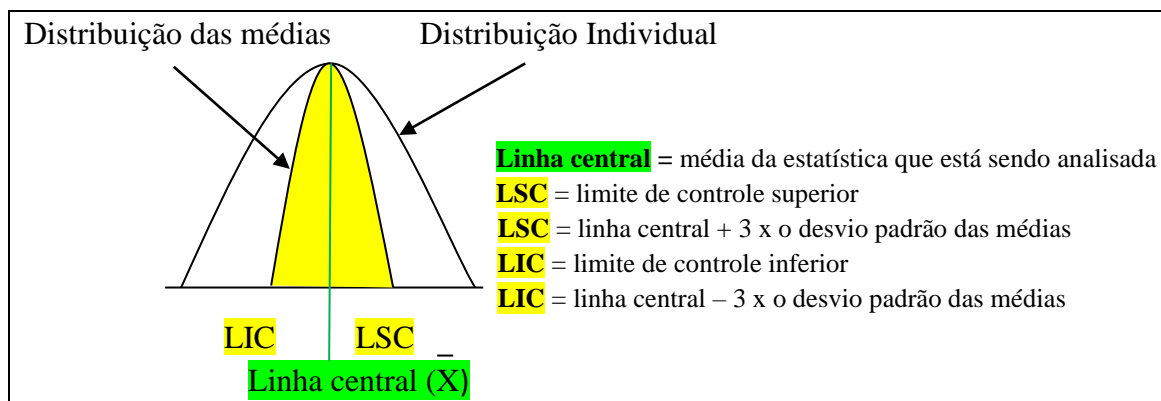 Distribuição das médias
Distribuição Individual
Linha central = média da estatística que está sendo analisada
LSC = limite de controle superior
LSC = linha central + 3 x o desvio padrão das médias
LIC = limite de controle inferior
LIC = linha central – 3 x o desvio padrão das médias
LIC
LSC
Linha central (X̅)